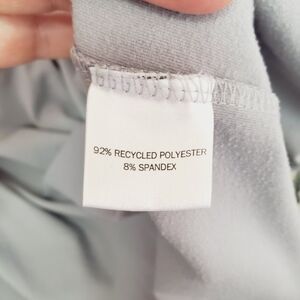 92% RECYCLED POLYESTER
8% SPANDEX